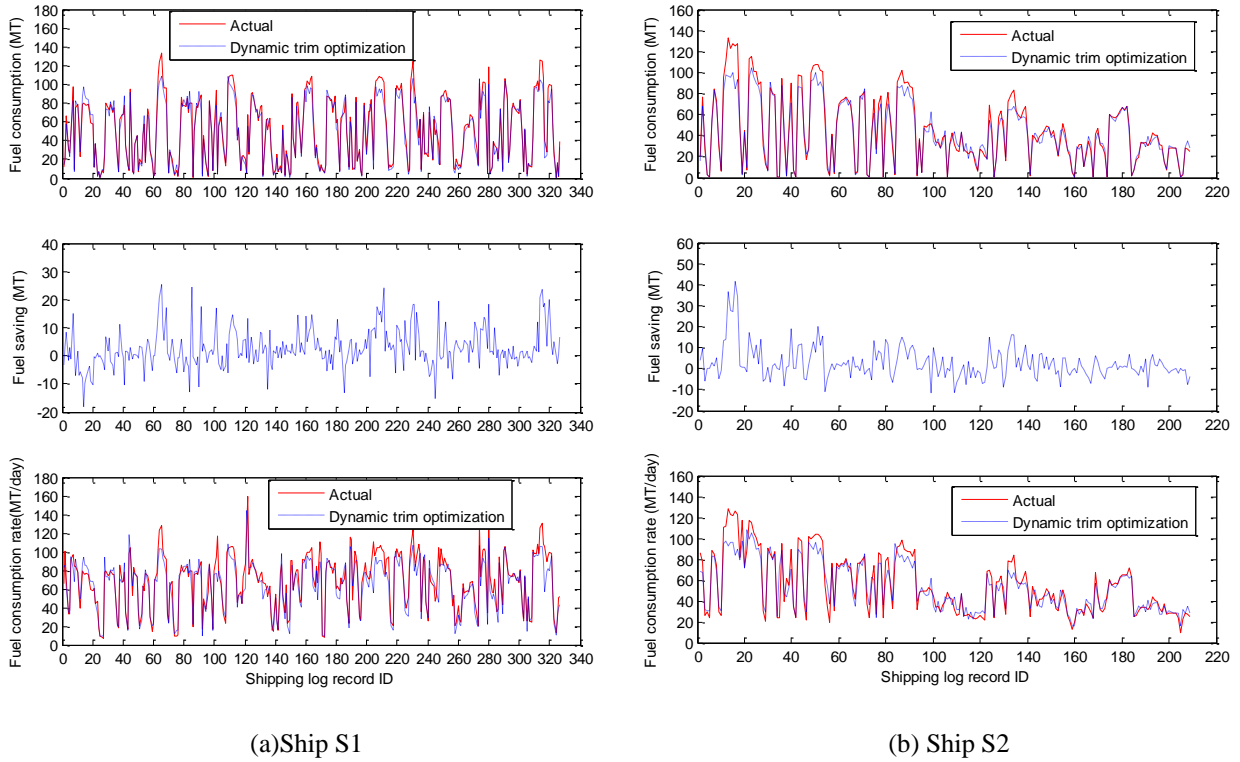 180
160
140
120
100
80
60
40
20
0
Fuel consumption (MT)
Actual
Dynamic trim optimization
0 20 40 60 80 100 120 140 160 180 200 220 240 260 280 300 320 340
40
30
20
10
0
-10
-20
Fuel saving (MT)
0 20 40 60 80 100 120 140 160 180 200 220 240 260 280 300 320 340
180
160
140
120
100
80
60
40
20
0
Fuel consumption rate(MT/day)
Actual
Dynamic trim optimization
0 20 40 60 80 100 120 140 160 180 200 220 240 260 280 300 320 340
Shipping log record ID
(a)Ship S1
160
140
120
100
80
60
40
20
0
Fuel consumption (MT)
Actual
Dynamic trim optimization
0 20 40 60 80 100 120 140 160 180 200 220
60
50
40
30
20
10
0
-10
-20
Fuel saving (MT)
0 20 40 60 80 100 120 140 160 180 200 220
160
140
120
100
80
60
40
20
0
Fuel consumption rate (MT/day)
Actual
Dynamic trim optimization
0 20 40 60 80 100 120 140 160 180 200 220
Shipping log record ID
(b) Ship S2